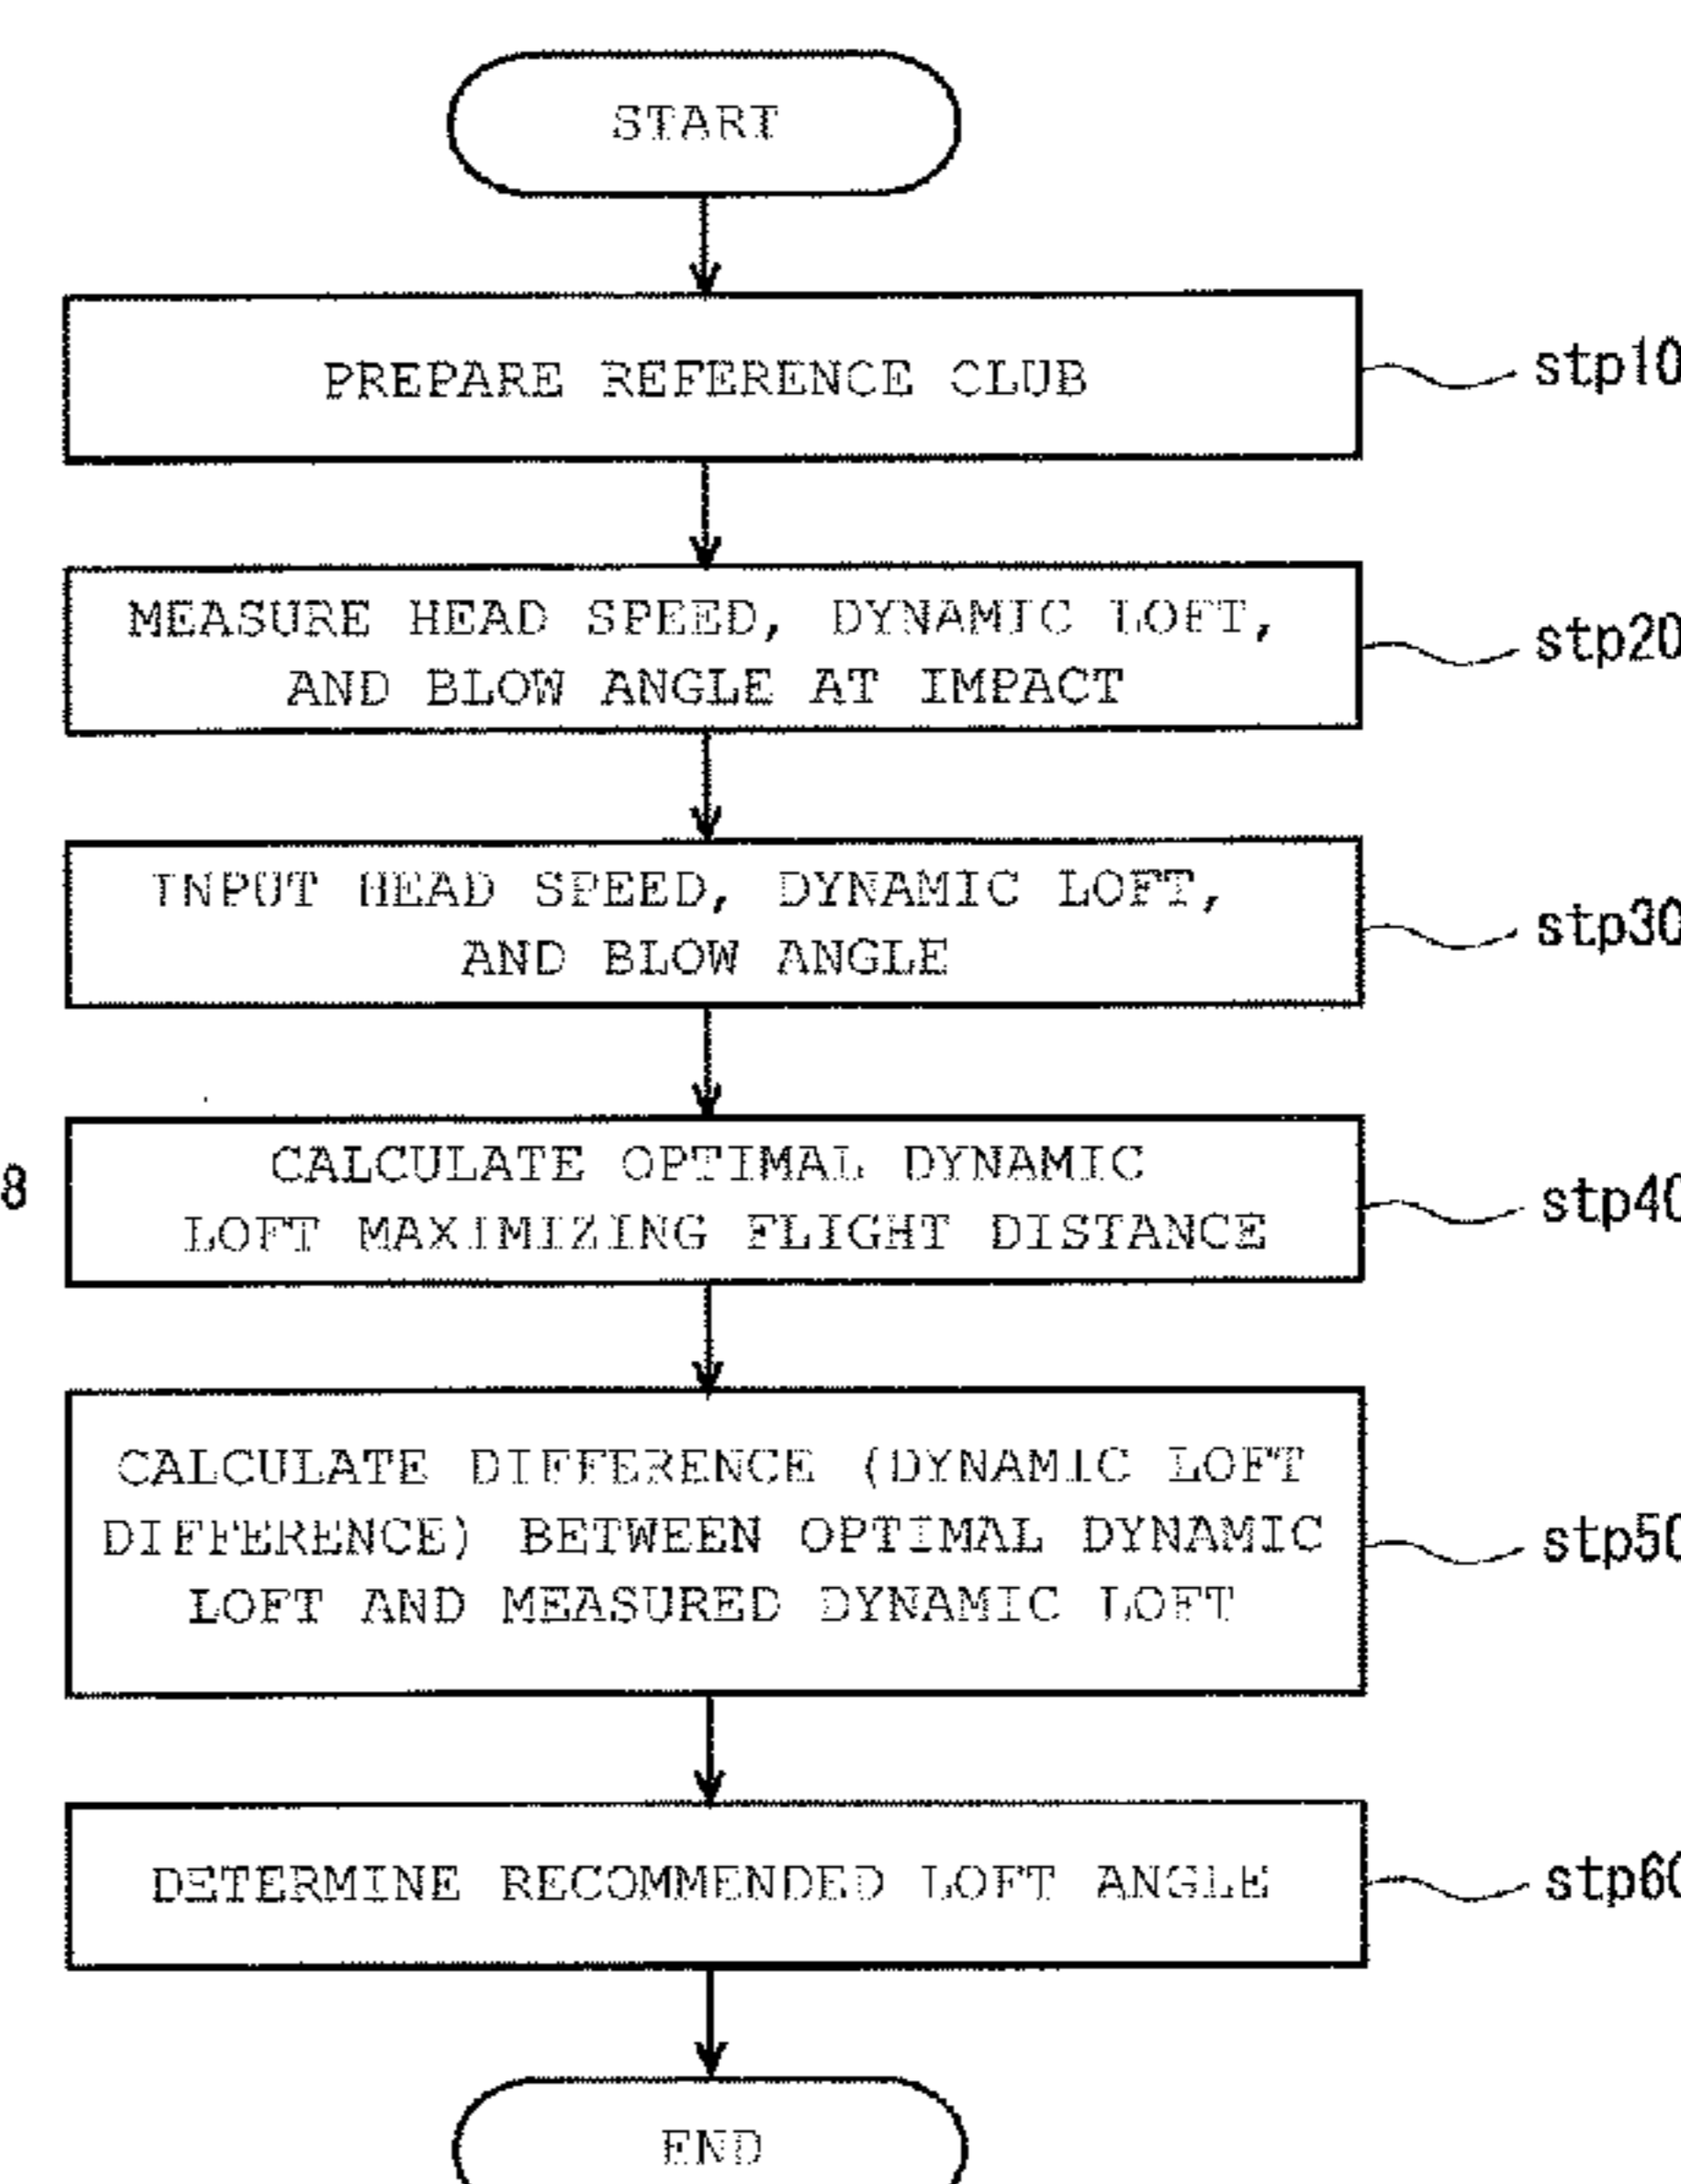 START
PREPARE REFERENCE CLUB
stp10
MEASURE HEAD SPEED, DYNAMIC LOFT,
AND BLOW ANGLE AT IMPACT
stp20
INPUT HEAD SPEED, DYNAMIC LOFT,
AND BLOW ANGLE
stp30
8
CALCULATE OPTIMAL DYNAMIC
LOFT MAXIMIZING FLIGHT DISTANCE
stp40
CALCULATE DIFFERENCE (DYNAMIC LOFT
DIFFERENCE) BETWEEN OPTIMAL DYNAMIC
LOFT AND MEASURED DYNAMIC LOFT
stp50
DETERMINE RECOMMENDED LOFT ANGLE
stp60
END